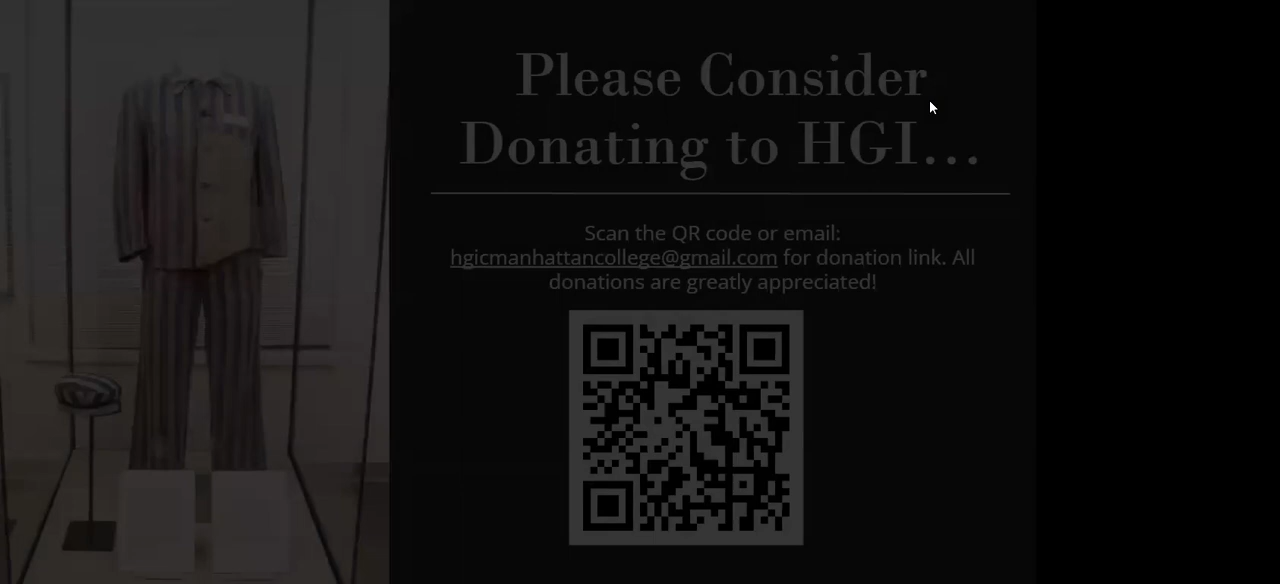 Please Consider
Donating to HGI...
Scan the QR code or email:
hgicmanhattancollege@gmail.com for donation link. All
donations are greatly appreciated!